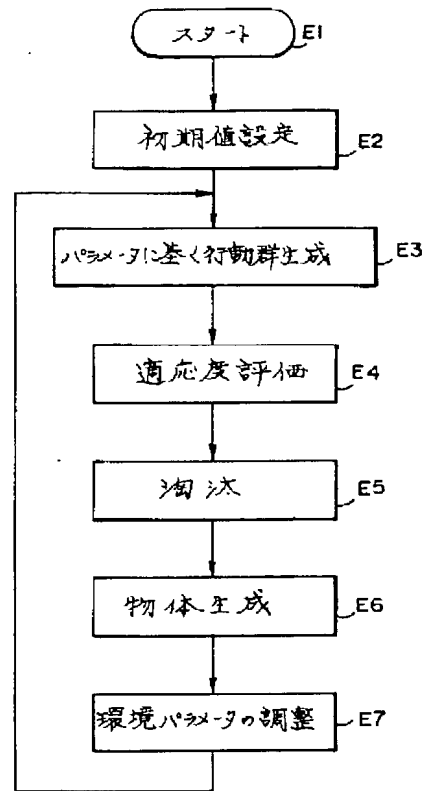 スタート E1
初期値設定 E2
パラメータに基く行動群生成 E3
適応度評価 E4
淘汰 E5
物体生成 E6
環境パラメータの調整 E7